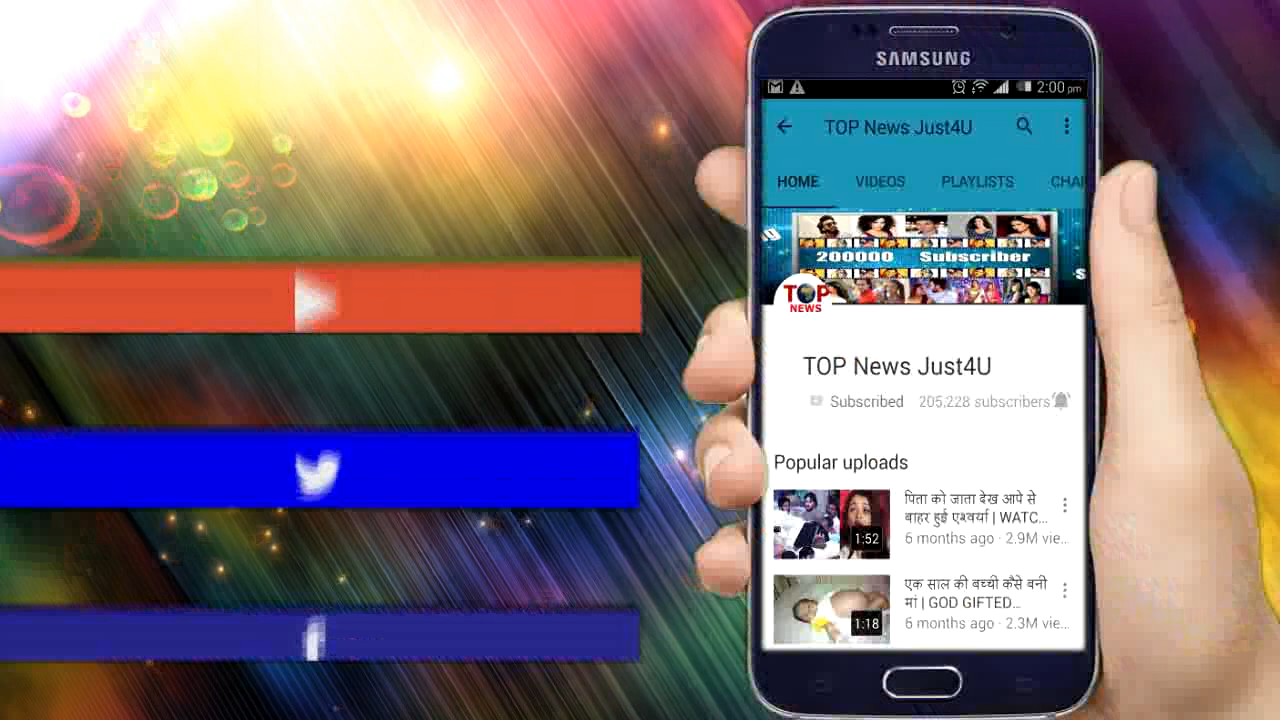 SAMSUNG
2:00 pm
TOP News Just4U
HOME VIDEOS PLAYLISTS CHA
200000 Subscriber
TOP
NEWS
TOP News Just4U
Subscribed 205,228 subscribers
Popular uploads
पिता को जाता देख आपे से
बाहर हुई एश्वर्या | WATC...
6 months ago · 2.9M vie...
1:52
एक साल की बच्ची कैसे बनी
मां | GOD GIFTED...
6 months ago · 2.3M vie...
1:18